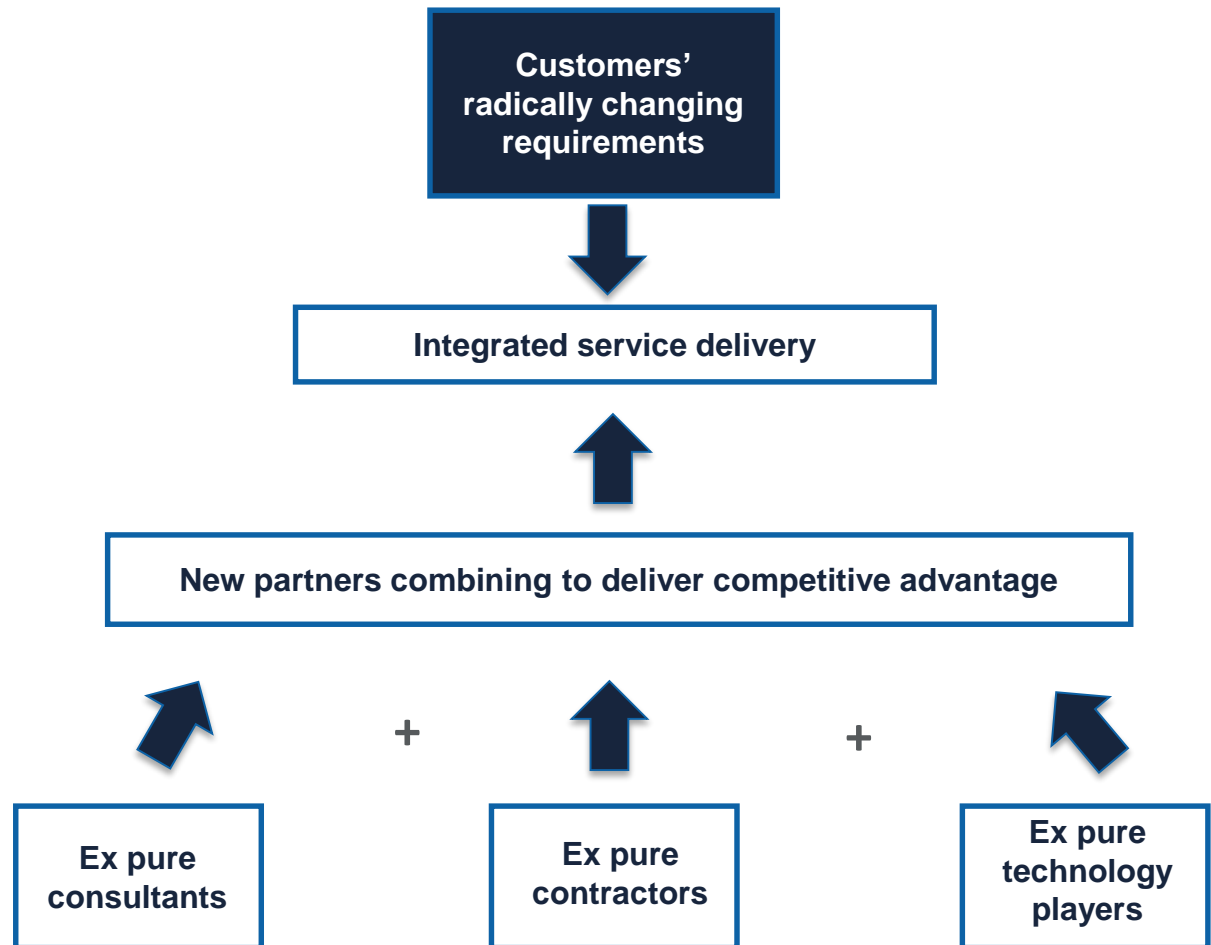 Customers’
radically changing
requirements
Integrated service delivery
New partners combining to deliver competitive advantage
+
+
Ex pure
consultants
Ex pure
contractors
Ex pure
technology
players